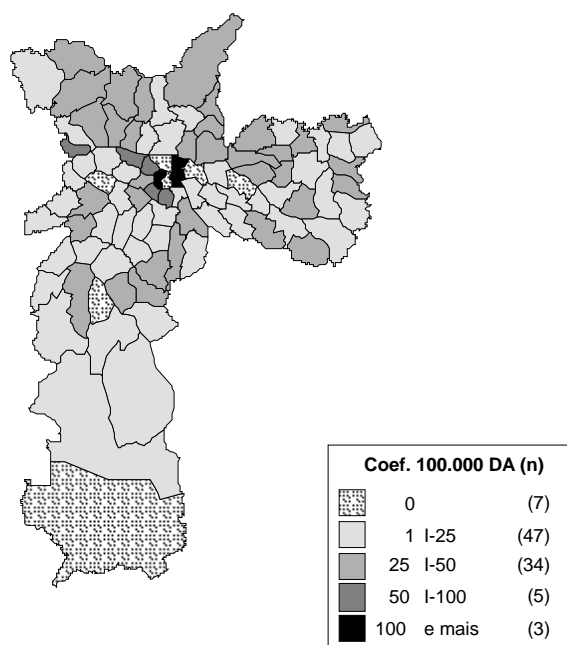 Coef. 100.000 DA (n)
0 (7)
1 I-25 (47)
25 I-50 (34)
50 I-100 (5)
100 e mais (3)